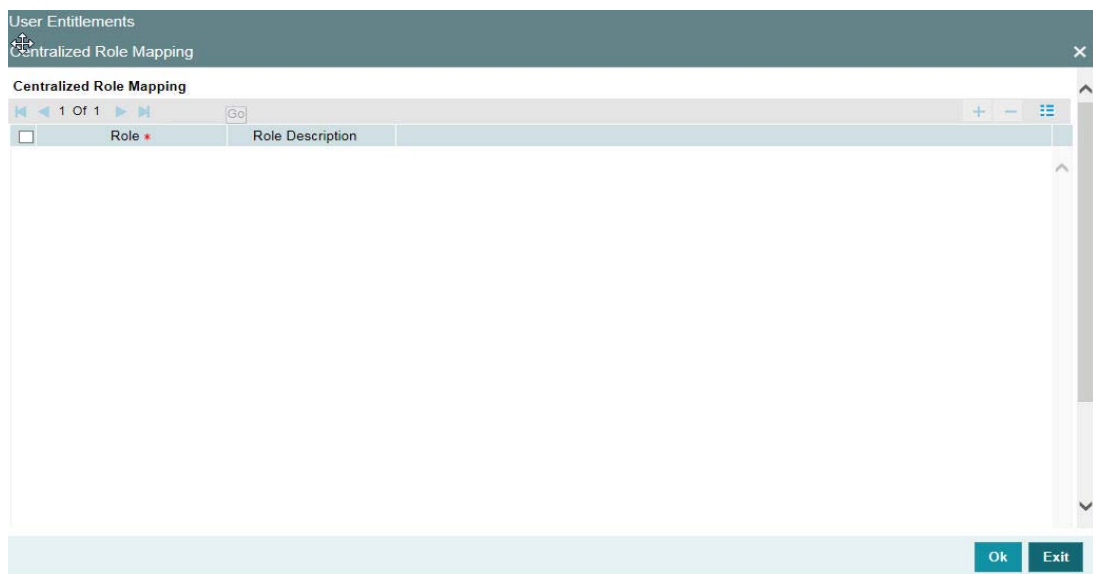 User Entitlements
Centralized Role Mapping
Centralized Role Mapping
1 Of 1 Go
Role * Role Description
Ok Exit